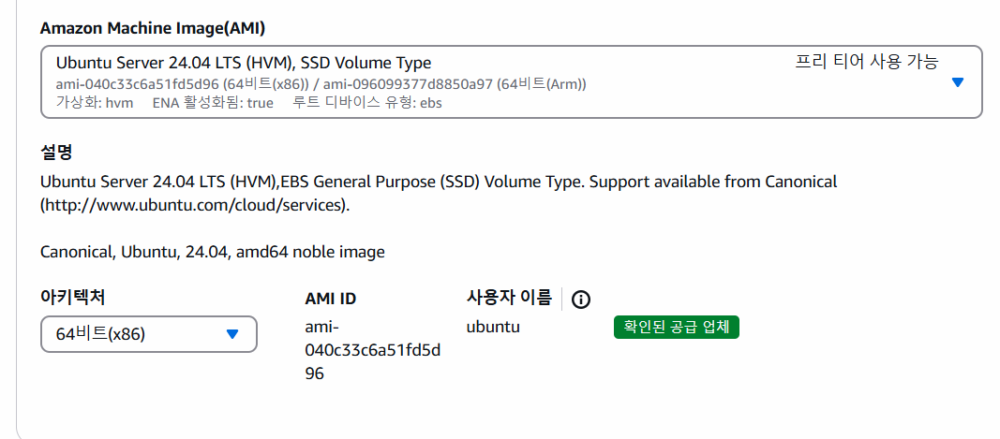 Amazon Machine Image(AMI)
Ubuntu Server 24.04 LTS (HVM), SSD Volume Type 프리 티어 사용 가능
ami-040c33c6a51fd5d96 (64비트(x86)) / ami-096099377d8850a97 (64비트(Arm))
가상화: hvm ENA 활성화됨: true 루트 디바이스 유형: ebs
설명
Ubuntu Server 24.04 LTS (HVM),EBS General Purpose (SSD) Volume Type. Support available from Canonical
(http://www.ubuntu.com/cloud/services).
Canonical, Ubuntu, 24.04, amd64 noble image
아키텍처 AMI ID 사용자 이름
64비트(x86) ami- ubuntu 확인된 공급 업체
040c33c6a51fd5d
96